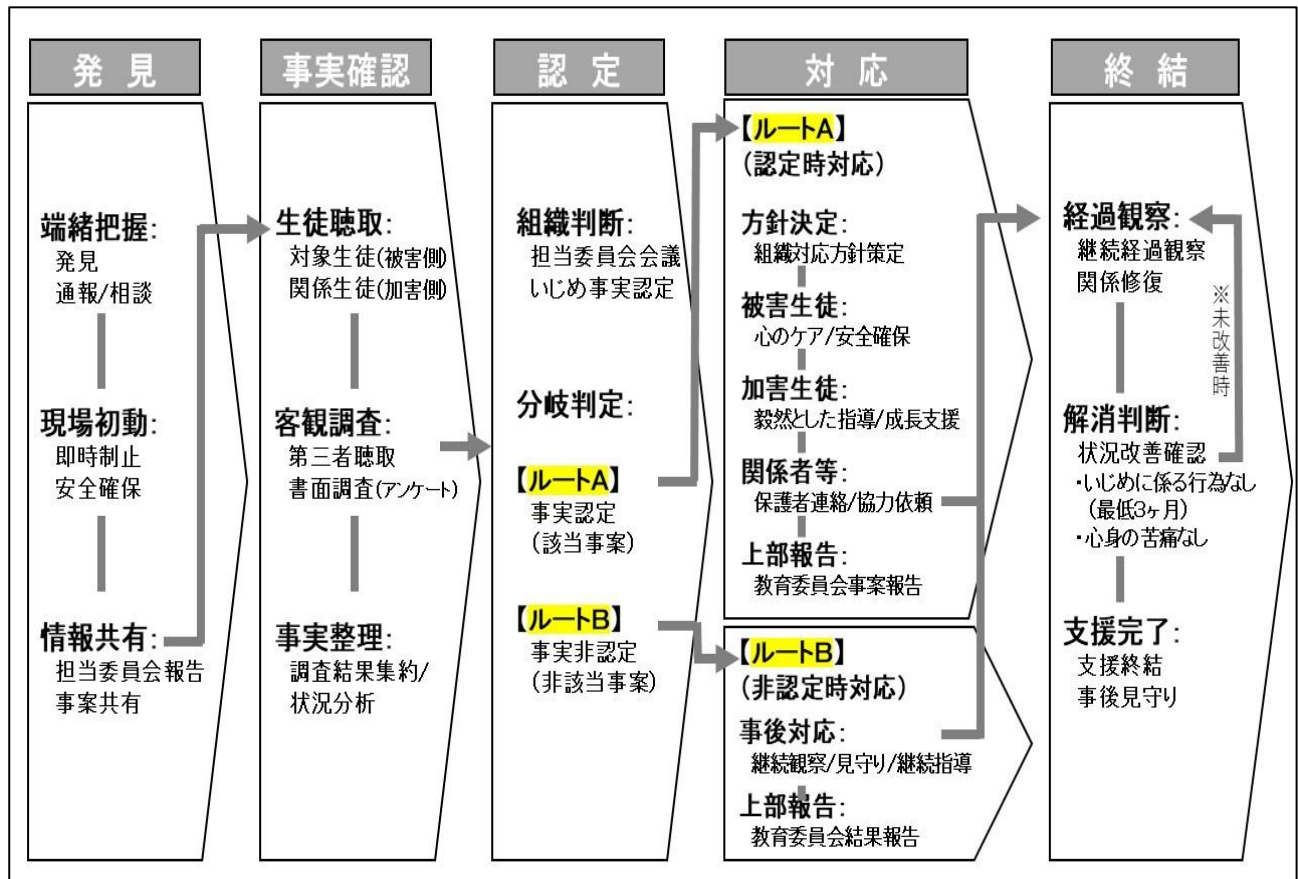 発見
端緒把握:
発見
通報/相談
現場初動:
即時制止
安全確保
情報共有:
担当委員会報告
事案共有
事実確認
生徒聴取:
対象生徒(被害側)
関係生徒(加害側)
客観調査:
第三者聴取
書面調査(アンケート)
事実整理:
調査結果集約/
状況分析
認定
組織判断:
担当委員会会議
いじめ事実認定
分岐判定:
【ルートA】
事実認定
(該当事案)
【ルートB】
事実非認定
(非該当事案)
対応
【ルートA】
(認定時対応)
方針決定:
組織対応方針策定
被害生徒:
心のケア/安全確保
加害生徒:
毅然とした指導/成長支援
関係者等:
保護者連絡/協力依頼
上部報告:
教育委員会事案報告
【ルートB】
(非認定時対応)
事後対応:
継続観察/見守り/継続指導
上部報告:
教育委員会結果報告
終結
経過観察:
継続経過観察
関係修復
※未改善時
解消判断:
状況改善確認
・いじめに係る行為なし
(最低3ヶ月)
・心身の苦痛なし
支援完了:
支援終結
事後見守り